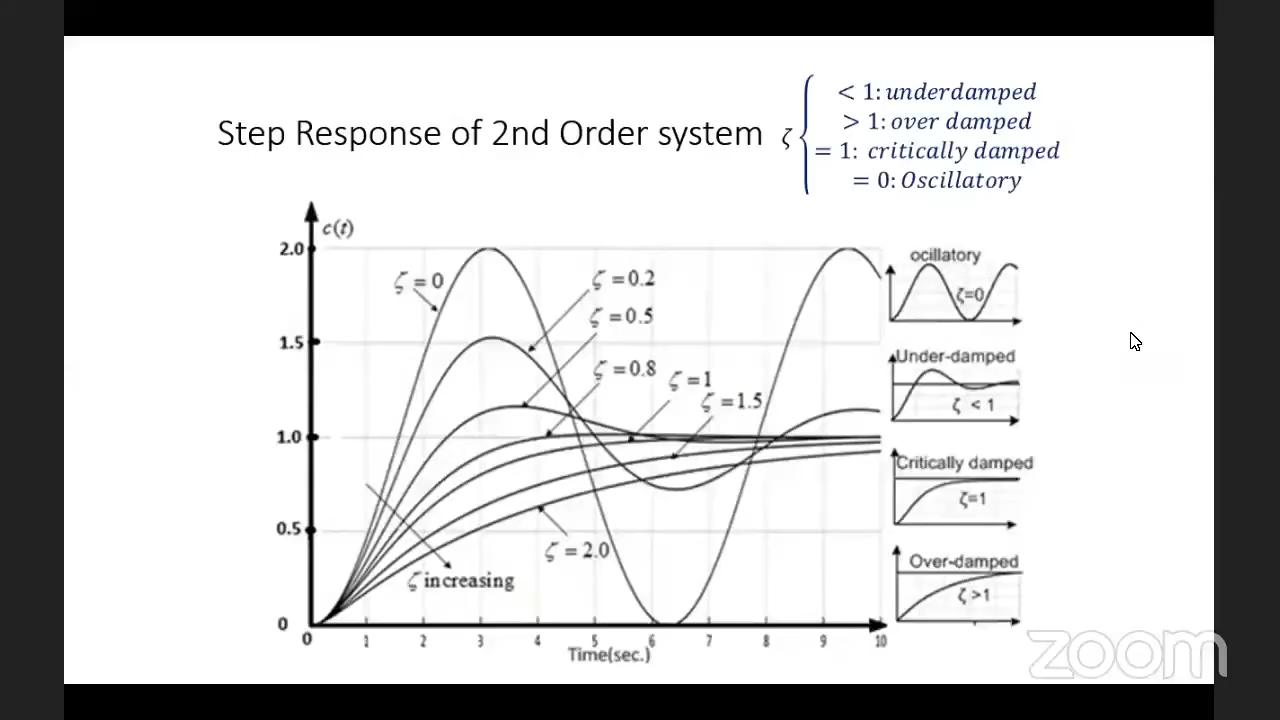 Step Response of 2nd Order system
ζ
< 1: underdamped
> 1: over damped
= 1: critically damped
= 0: Oscillatory
c(t)
2.0
1.5
1.0
0.5
0
ζ = 0
ζ = 0.2
ζ = 0.5
ζ = 0.8
ζ = 1
ζ = 1.5
ζ = 2.0
ζ increasing
0 1 2 3 4 5 6 7 8 9 10
Time(sec.)
ocillatory
ζ=0
Under-damped
ζ < 1
Critically damped
ζ=1
Over-damped
ζ >1
zoom